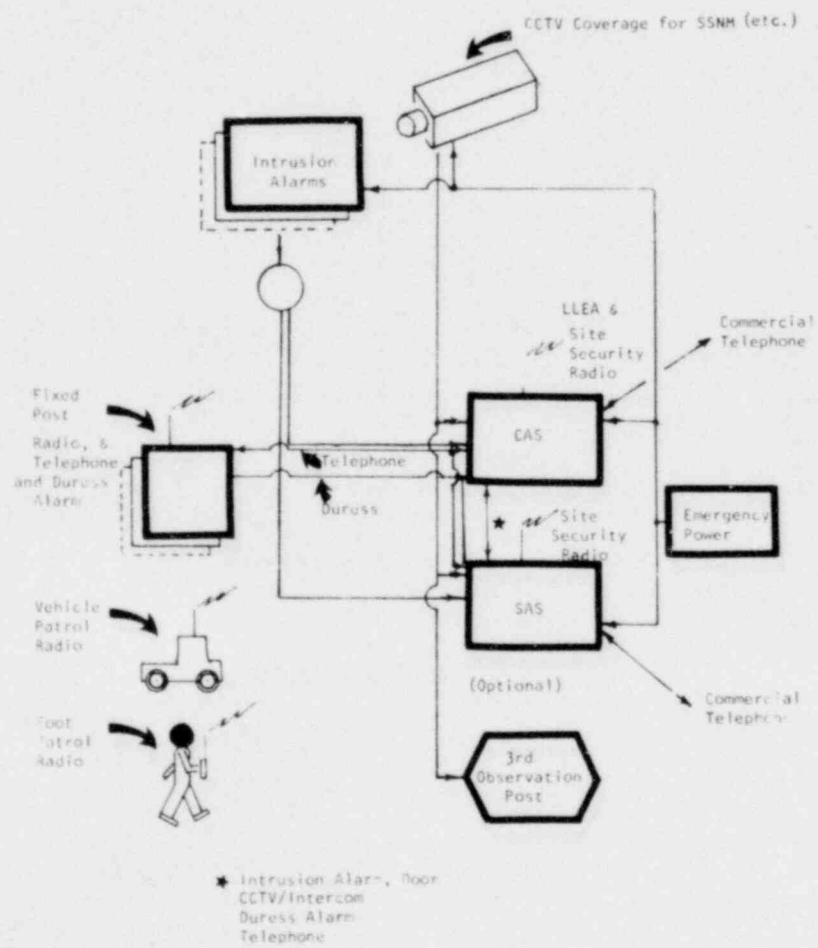 CCTV Coverage for SSNM (etc.)
Intrusion
Alarms
LLEA &
Site
Security
Radio
Commercial
Telephone
Fixed
Post
Radio, &
Telephone
and Duress
Alarm
CAS
Telephone
Duress
★
Site
Security
Radio
Emergency
Power
SAS
Vehicle
Patrol
Radio
(Optional)
Commercial
Telephone
Foot
Patrol
Radio
3rd
Observation
Post
★ Intrusion Alarm, Door
CCTV/Intercom
Duress Alarm
Telephone